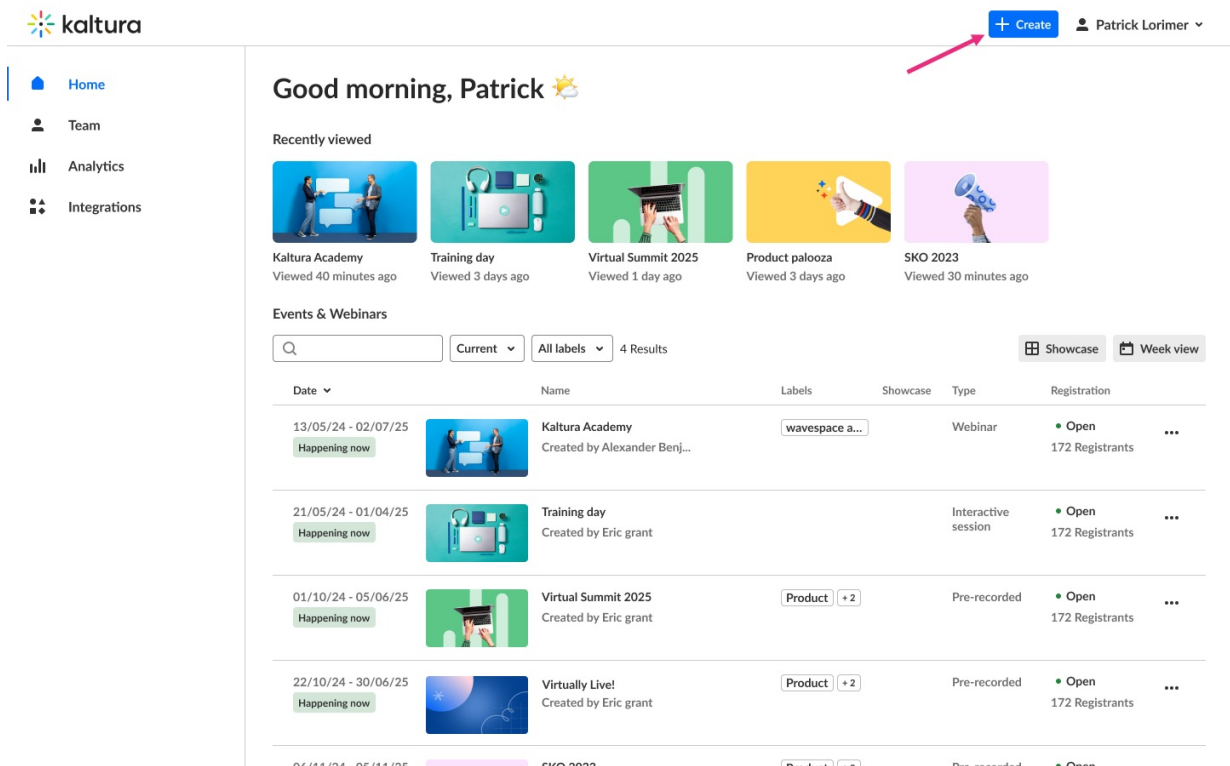 kaltura
+ Create
Patrick Lorimer
Home
Team
Analytics
Integrations
Good morning, Patrick
Recently viewed
Kaltura Academy
Viewed 40 minutes ago
Training day
Viewed 3 days ago
Virtual Summit 2025
Viewed 1 day ago
Product palooza
Viewed 3 days ago
SKO 2023
Viewed 30 minutes ago
Events & Webinars
Current
All labels
4 Results
Showcase
Week view
Date Name Labels Showcase Type Registration
13/05/24 - 02/07/25
Happening now
Kaltura Academy
Created by Alexander Benj...
wavespace a...
Webinar
Open
172 Registrants
21/05/24 - 01/04/25
Happening now
Training day
Created by Eric grant
Interactive
session
Open
172 Registrants
01/10/24 - 05/06/25
Happening now
Virtual Summit 2025
Created by Eric grant
Product + 2
Pre-recorded
Open
172 Registrants
22/10/24 - 30/06/25
Happening now
Virtually Live!
Created by Eric grant
Product + 2
Pre-recorded
Open
172 Registrants